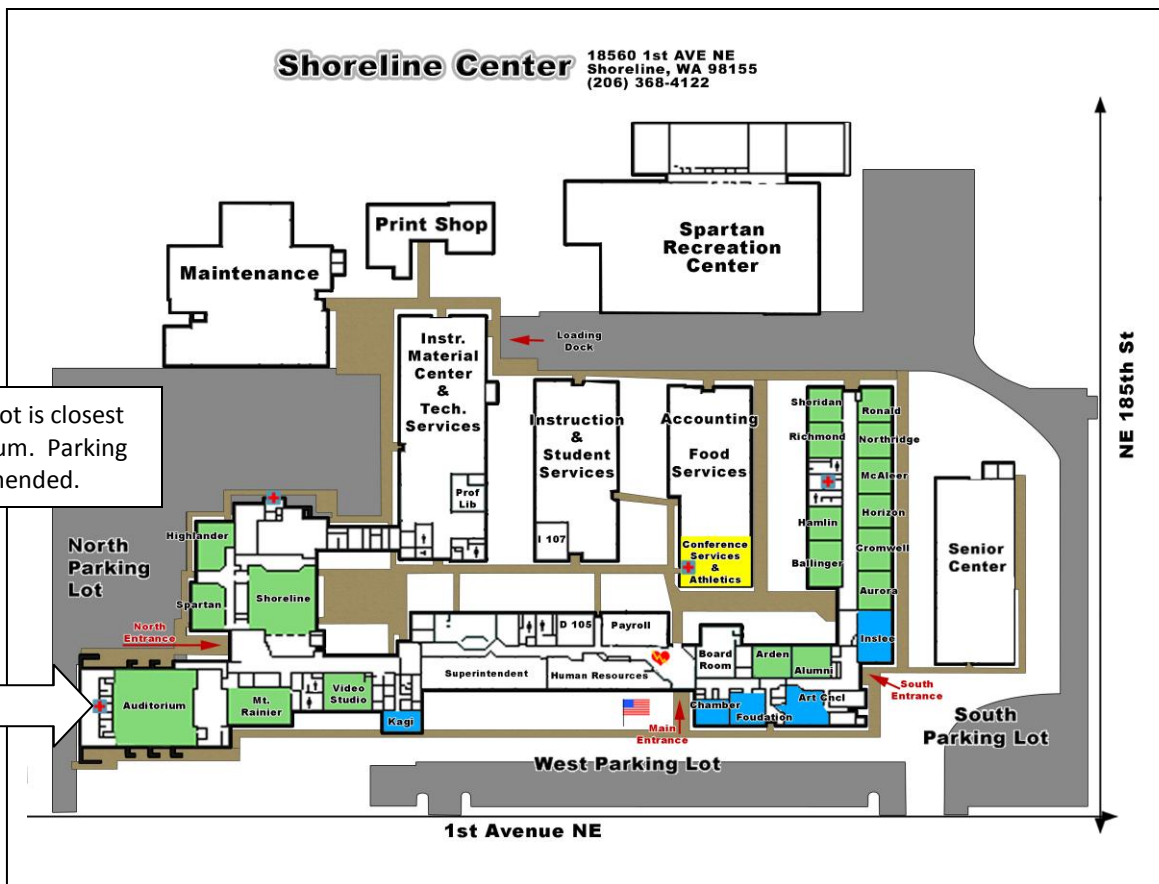 Shoreline Center
18560 1st AVE NE
Shoreline, WA 98155
(206) 368-4122
Print Shop
Maintenance
Spartan
Recreation
Center
NE 185th St
Loading
Dock
Instr.
Material
Center
&
Tech.
Services
Prof
Lib
Instruction
&
Student
Services
I 107
Accounting
Food
Services
Conference
Services
&
Athletics
Sheridan
Richmond
Hamlin
Ballinger
Ronald
Northridge
McAleer
Horizon
Cromwell
Aurora
Inslee
Senior
Center
ot is closest
um. Parking
mended.
North
Parking
Lot
Highlander
Spartan
Shoreline
North
Entrance
Auditorium
Mt.
Rainier
Video
Studio
Kagi
D 105
Payroll
Superintendent
Human Resources
Board
Room
Arden
Alumni
Chamber
Foudation
Art Cncl
South
Entrance
Main
Entrance
South
Parking Lot
West Parking Lot
1st Avenue NE